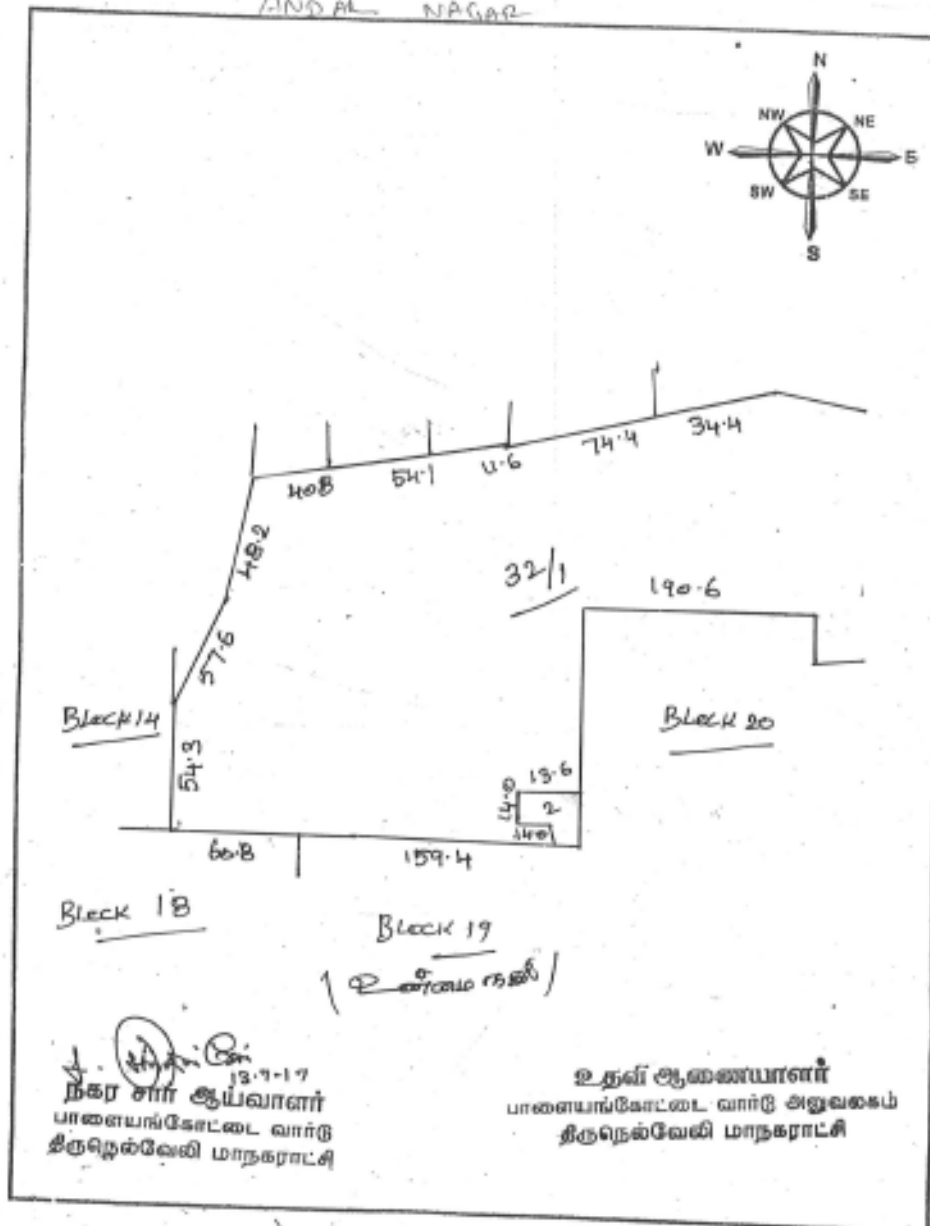 NAGAR
N
NW NE
W E
SW SE
S
40.8 54.1 11.6 74.4 34.4
48.2
57.6
54.3
32/1
190.6
Block 14
Block 20
13.6
14.0 2
14.0
60.8 159.4
Block 18
Block 19
(உண்மை நகல்)
13-7-17
நகர சார் ஆய்வாளர்
பாளையங்கோட்டை வார்டு
திருநெல்வேலி மாநகராட்சி
உதவி ஆணையாளர்
பாளையங்கோட்டை வார்டு அலுவலகம்
திருநெல்வேலி மாநகராட்சி